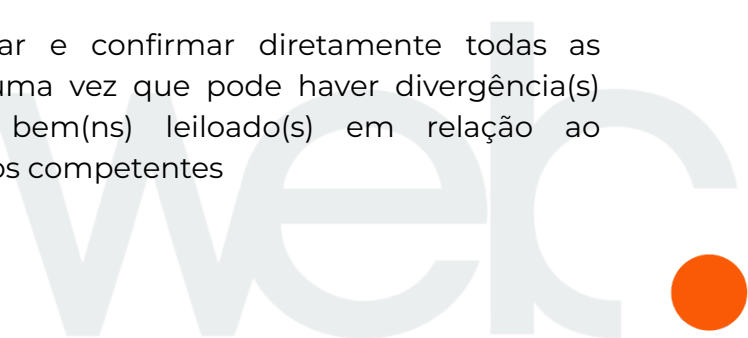 ar e confirmar diretamente todas as
uma vez que pode haver divergência(s)
bem(ns) leiloado(s) em relação ao
os competentes
web.